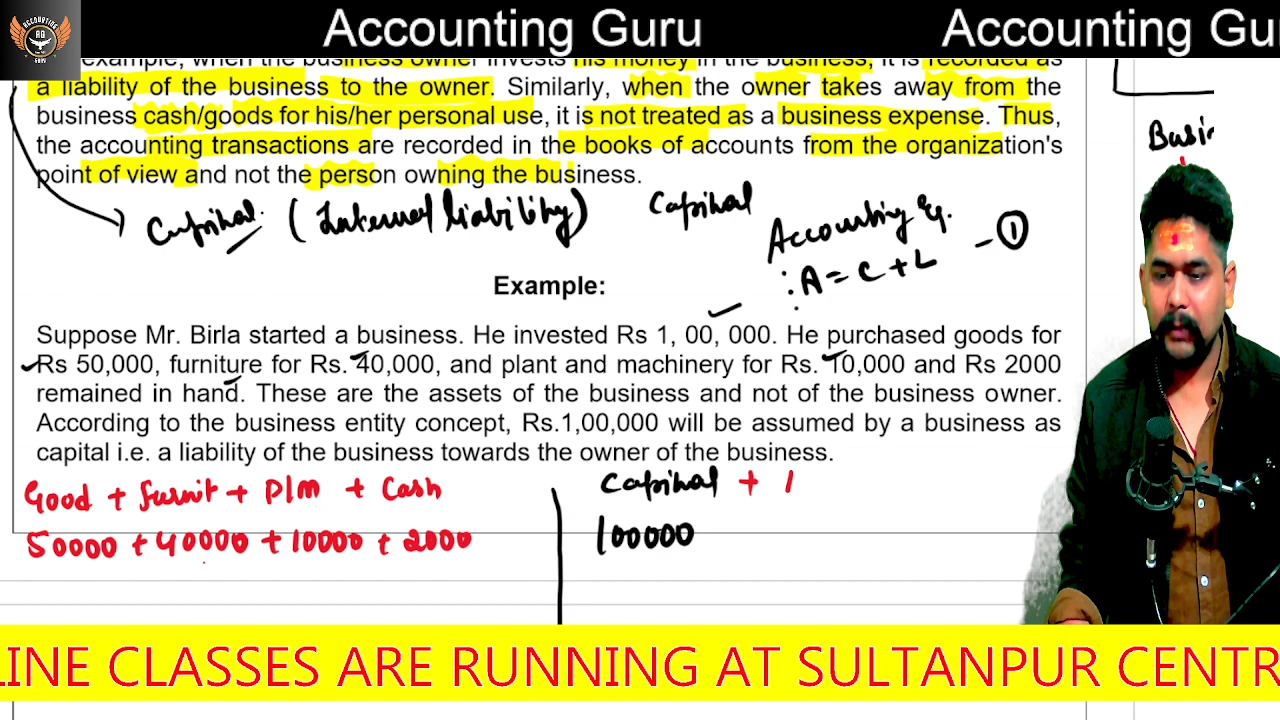 Accounting Guru
Accounting Gu
example, when the business owner invests his money in the business, it is recorded as
a liability of the business to the owner. Similarly, when the owner takes away from the
business cash/goods for his/her personal use, it is not treated as a business expense. Thus,
the accounting transactions are recorded in the books of accounts from the organization's
point of view and not the person owning the business.
Busin
Capital (Internal liability) Capital
Accounting Eq.
∴ A = C + L - ①
Example:
Suppose Mr. Birla started a business. He invested Rs 1, 00, 000. He purchased goods for
Rs 50,000, furniture for Rs. 40,000, and plant and machinery for Rs. 10,000 and Rs 2000
remained in hand. These are the assets of the business and not of the business owner.
According to the business entity concept, Rs.1,00,000 will be assumed by a business as
capital i.e. a liability of the business towards the owner of the business.
Good + Furnit + P/M + Cash
Capital +
50000 + 40000 + 10000 + 2000
100000
LINE CLASSES ARE RUNNING AT SULTANPUR CENTR